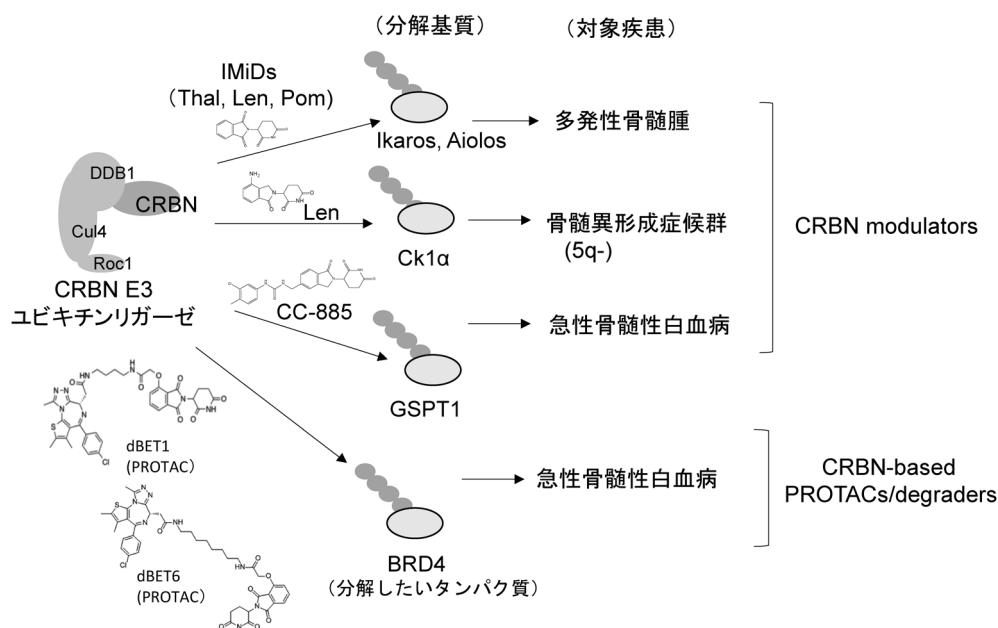 （分解基質）
（対象疾患）
IMiDs
（Thal, Len, Pom）
Ikaros, Aiolos
多発性骨髄腫
DDB1
CRBN
Cul4
Roc1
CRBN E3
ユビキチンリガーゼ
NH₂
Len
Ck1α
骨髄異形成症候群
(5q-)
CRBN modulators
CC-885
GSPT1
急性骨髄性白血病
dBET1
(PROTAC）
dBET6
(PROTAC）
BRD4
（分解したいタンパク質）
急性骨髄性白血病
CRBN-based
PROTACs/degraders